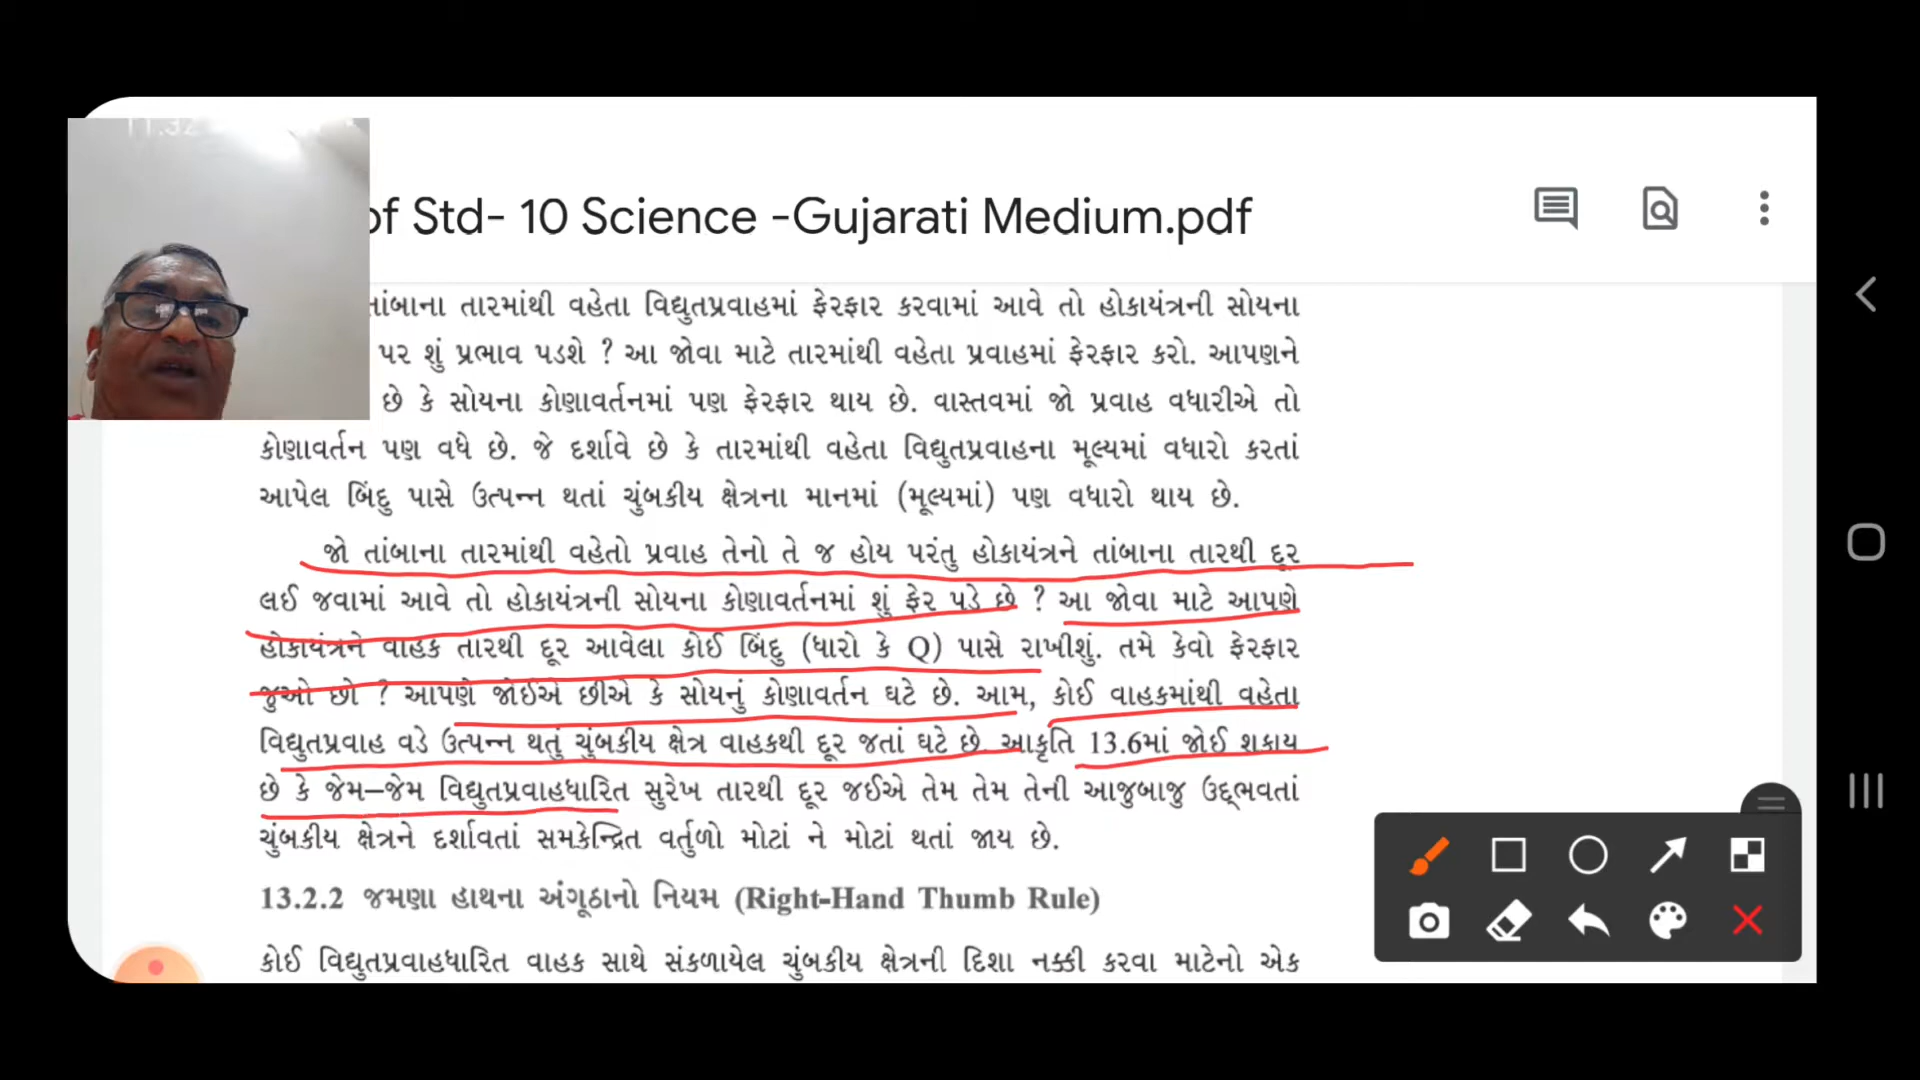 11:32
of Std- 10 Science -Gujarati Medium.pdf
તાંબાના તારમાંથી વહેતા વિદ્યુતપ્રવાહમાં ફેરફાર કરવામાં આવે તો હોકાયંત્રની સોયના
પર શું પ્રભાવ પડશે ? આ જોવા માટે તારમાંથી વહેતા પ્રવાહમાં ફેરફાર કરો. આપણને
છે કે સોયના કોણાવર્તનમાં પણ ફેરફાર થાય છે. વાસ્તવમાં જો પ્રવાહ વધારીએ તો
કોણાવર્તન પણ વધે છે. જે દર્શાવે છે કે તારમાંથી વહેતા વિદ્યુતપ્રવાહના મૂલ્યમાં વધારો કરતાં
આપેલ બિંદુ પાસે ઉત્પન્ન થતાં ચુંબકીય ક્ષેત્રના માનમાં (મૂલ્યમાં) પણ વધારો થાય છે.
જો તાંબાના તારમાંથી વહેતો પ્રવાહ તેનો તે જ હોય પરંતુ હોકાયંત્રને તાંબાના તારથી દૂર
લઈ જવામાં આવે તો હોકાયંત્રની સોયના કોણાવર્તનમાં શું ફેર પડે છે ? આ જોવા માટે આપણે
હોકાયંત્રને વાહક તારથી દૂર આવેલા કોઈ બિંદુ (ધારો કે Q) પાસે રાખીશું. તમે કેવો ફેરફાર
જુઓ છો ? આપણે જોઈએ છીએ કે સોયનું કોણાવર્તન ઘટે છે. આમ, કોઈ વાહકમાંથી વહેતા
વિદ્યુતપ્રવાહ વડે ઉત્પન્ન થતું ચુંબકીય ક્ષેત્ર વાહકથી દૂર જતાં ઘટે છે. આકૃતિ 13.6માં જોઈ શકાય
છે કે જેમ–જેમ વિદ્યુતપ્રવાહધારિત સુરેખ તારથી દૂર જઈએ તેમ તેમ તેની આજુબાજુ ઉદ્ભવતાં
ચુંબકીય ક્ષેત્રને દર્શાવતાં સમકેન્દ્રિત વર્તુળો મોટાં ને મોટાં થતાં જાય છે.
13.2.2 જમણા હાથના અંગૂઠાનો નિયમ (Right-Hand Thumb Rule)
કોઈ વિદ્યુતપ્રવાહધારિત વાહક સાથે સંકળાયેલ ચુંબકીય ક્ષેત્રની દિશા નક્કી કરવા માટેનો એક